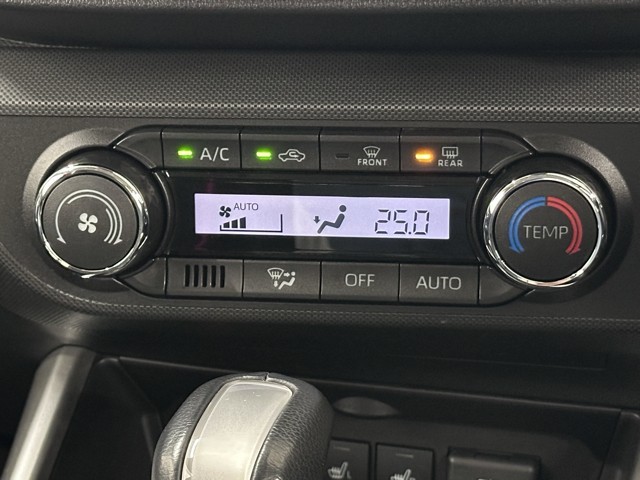 A/C
FRONT
REAR
AUTO
25.0
TEMP
OFF
AUTO